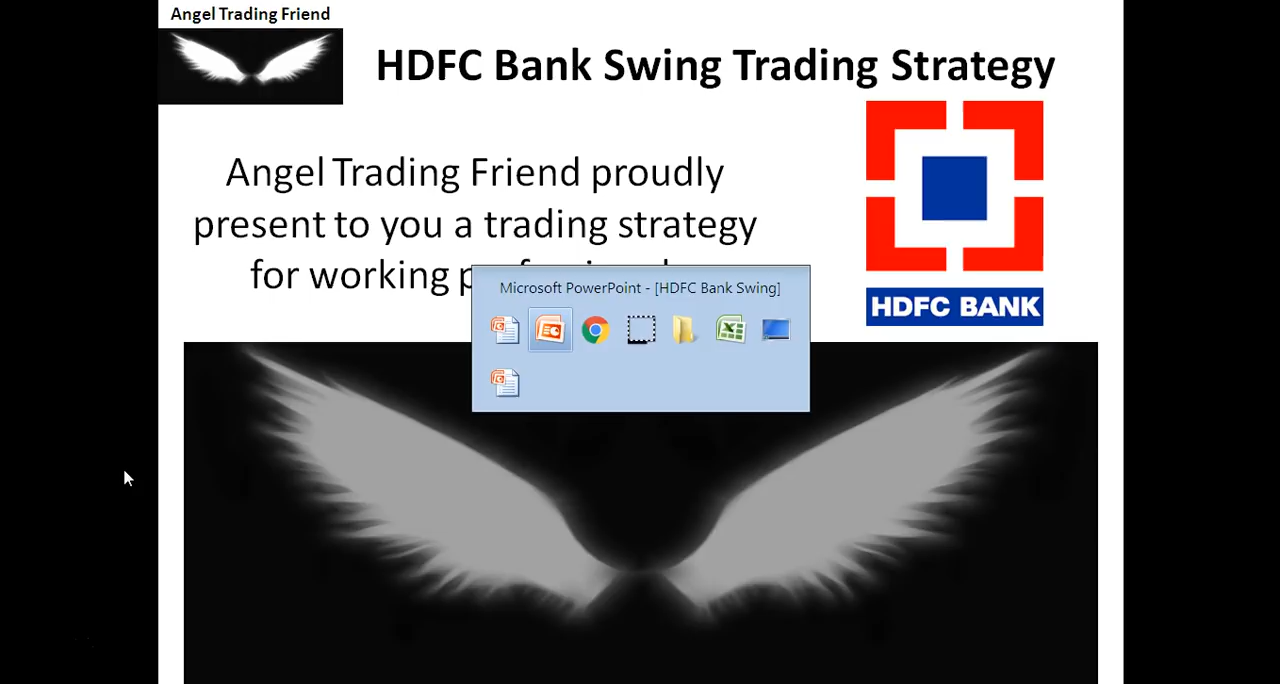 Angel Trading Friend
HDFC Bank Swing Trading Strategy
Angel Trading Friend proudly
present to you a trading strategy
for working
HDFC BANK
Microsoft PowerPoint - [HDFC Bank Swing]